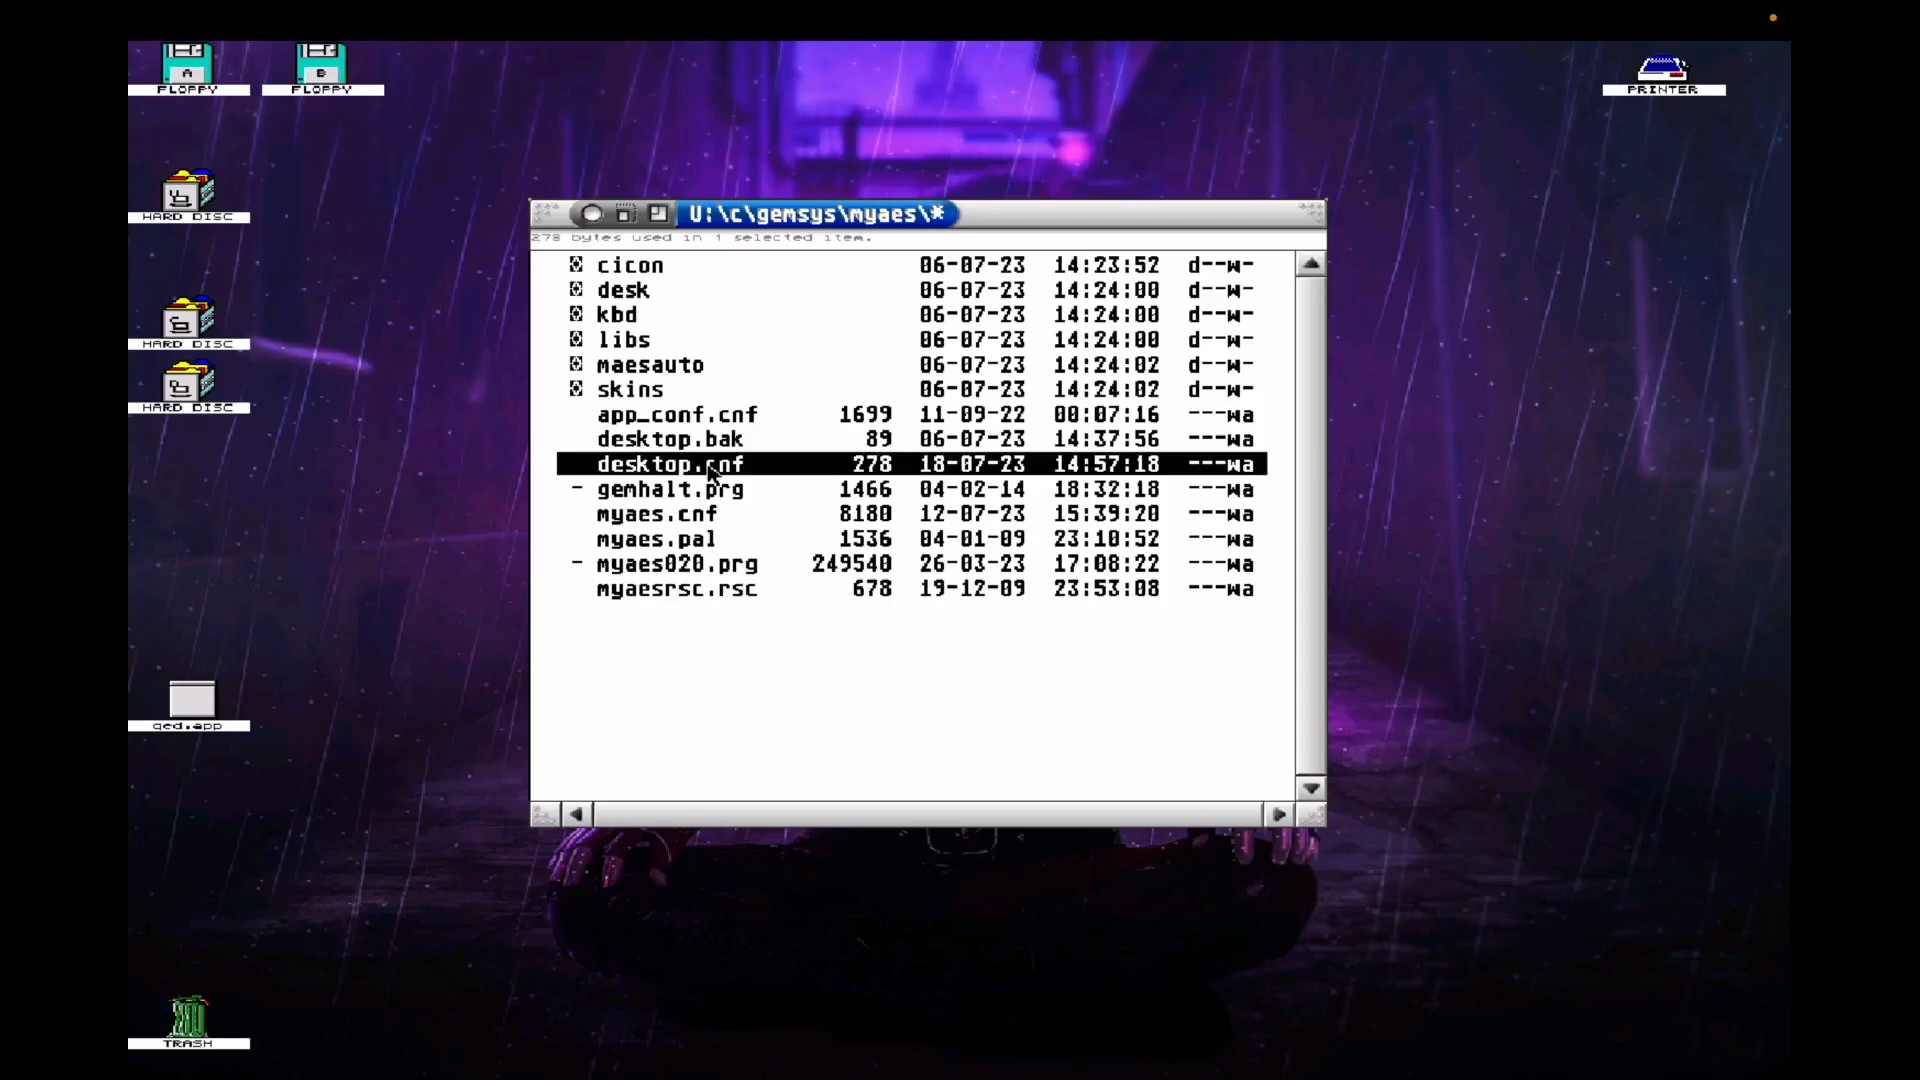 A
FLOPPY
B
FLOPPY
PRINTER
HARD DISC
HARD DISC
HARD DISC
U:\c\gemsys\myaes\*
278 bytes used in 1 selected item.
cicon 06-07-23 14:23:52 d--w-
desk 06-07-23 14:24:00 d--w-
kbd 06-07-23 14:24:00 d--w-
libs 06-07-23 14:24:00 d--w-
maesauto 06-07-23 14:24:02 d--w-
skins 06-07-23 14:24:02 d--w-
app_conf.cnf 1699 11-09-22 00:07:16 ---wa
desktop.bak 89 06-07-23 14:37:56 ---wa
desktop.cnf 278 18-07-23 14:57:18 ---wa
- gemhalt.prg 1466 04-02-14 18:32:18 ---wa
myaes.cnf 8180 12-07-23 15:39:20 ---wa
myaes.pal 1536 04-01-09 23:10:52 ---wa
- myaes020.prg 249540 26-03-23 17:08:22 ---wa
myaesrsc.rsc 678 19-12-09 23:53:08 ---wa
qed.app
TRASH